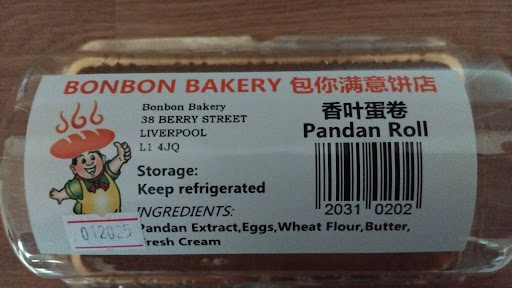 BONBON BAKERY 包你满意饼店
Bonbon Bakery
38 BERRY STREET
LIVERPOOL
L1 4JQ
香叶蛋卷
Pandan Roll
2031 0202
Storage:
Keep refrigerated
INGREDIENTS:
Pandan Extract,Eggs,Wheat Flour,Butter,
Fresh Cream